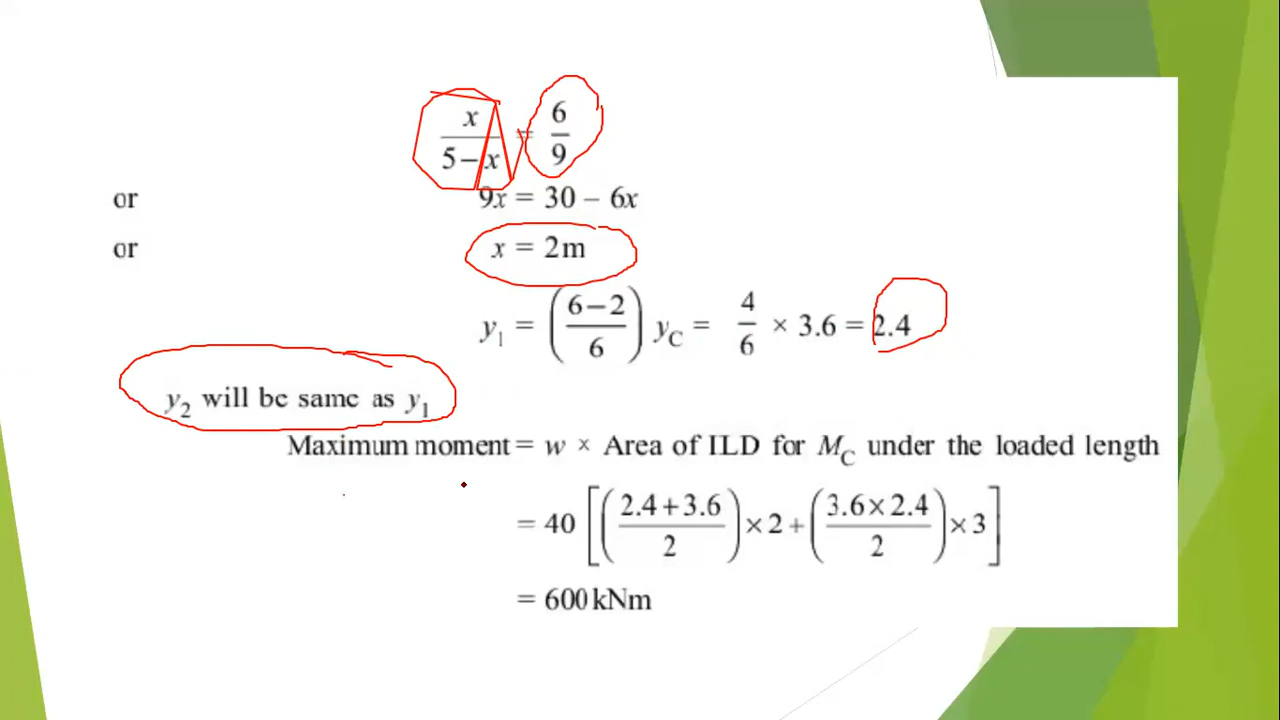 x/(5−x) = 6/9
or 9x = 30 − 6x
or x = 2m
y₁ = ((6−2)/6) y_C = 4/6 × 3.6 = 2.4
y₂ will be same as y₁
Maximum moment = w × Area of ILD for M_C under the loaded length
= 40 [((2.4+3.6)/2) × 2 + ((3.6×2.4)/2) × 3]
= 600 kNm